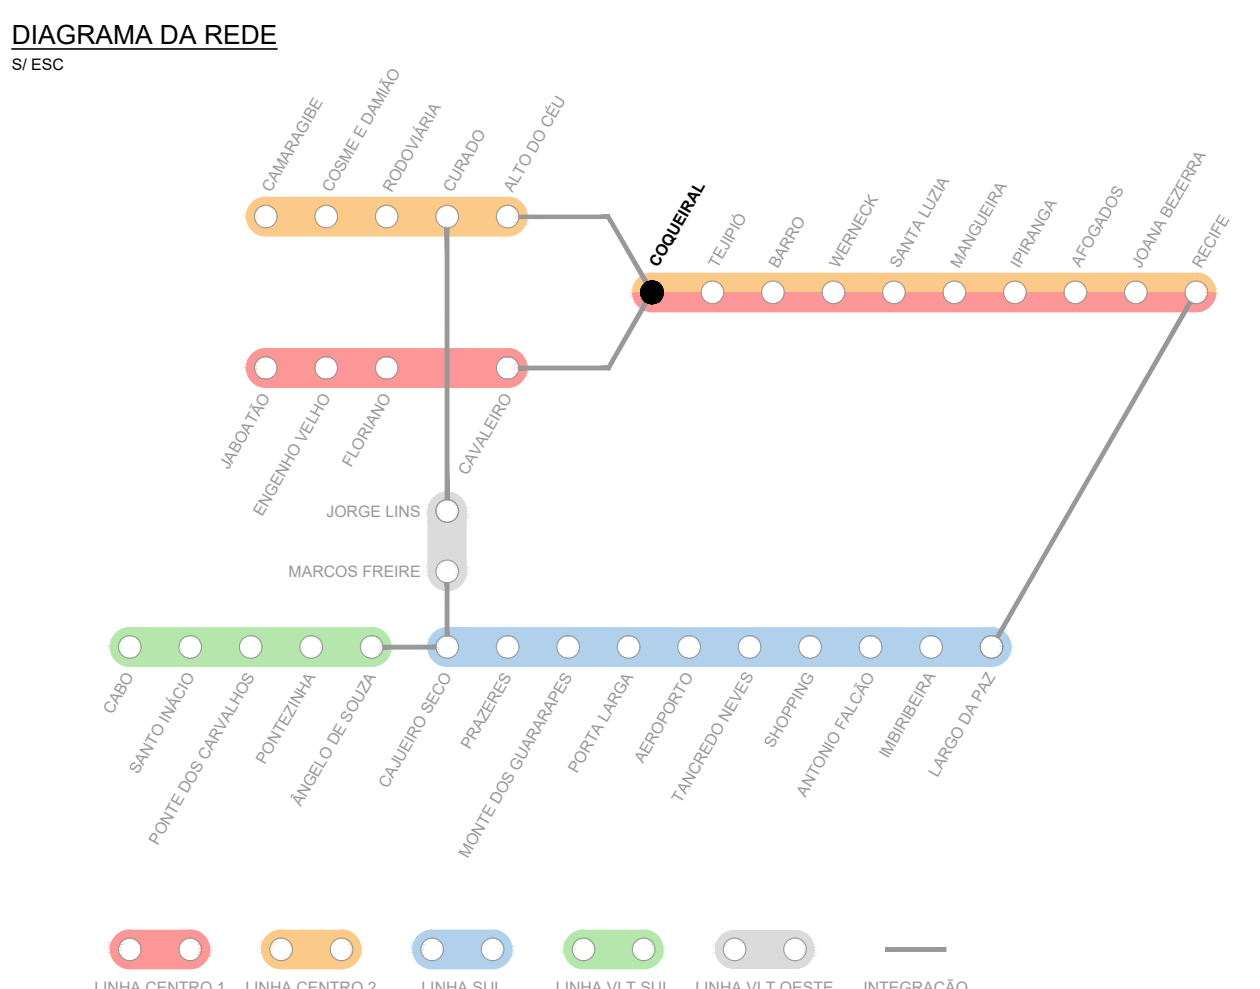 DIAGRAMA DA REDE
S/ ESC
CAMARAGIBE
COSME E DAMIÃO
RODOVIÁRIA
CURADO
ALTO DO CÉU
COQUEIRAL
TEJIPIÓ
BARRO
WERNECK
SANTA LUZIA
MANGUEIRA
IPIRANGA
AFOGADOS
JOANA BEZERRA
RECIFE
JABOATÃO
ENGENHO VELHO
FLORIANO
CAVALEIRO
JORGE LINS
MARCOS FREIRE
CABO
SANTO INÁCIO
PONTE DOS CARVALHOS
PONTEZINHA
ÂNGELO DE SOUZA
CAJUEIRO SECO
PRAZERES
MONTE DOS GUARARAPES
PORTA LARGA
AEROPORTO
TANCREDO NEVES
SHOPPING
ANTONIO FALCÃO
IMBIRIBEIRA
LARGO DA PAZ
LINHA CENTRO 1
LINHA CENTRO 2
LINHA SUL
LINHA VLT SUL
LINHA VLT OESTE
INTEGRAÇÃO